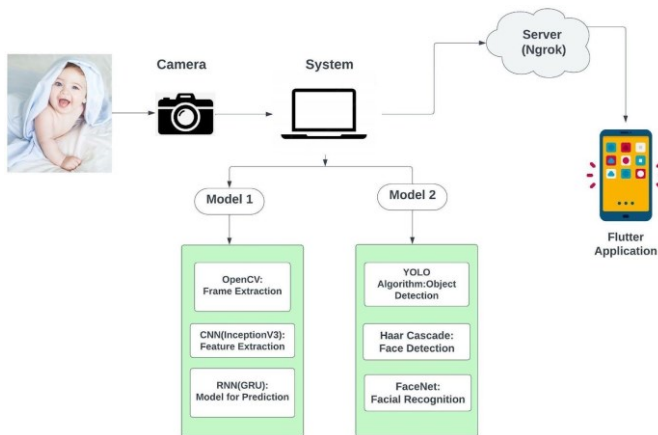 Camera
System
Server
(Ngrok)
Flutter
Application
Model 1
Model 2
OpenCV:
Frame Extraction
CNN(InceptionV3):
Feature Extraction
RNN(GRU):
Model for Prediction
YOLO
Algorithm:Object
Detection
Haar Cascade:
Face Detection
FaceNet:
Facial Recognition